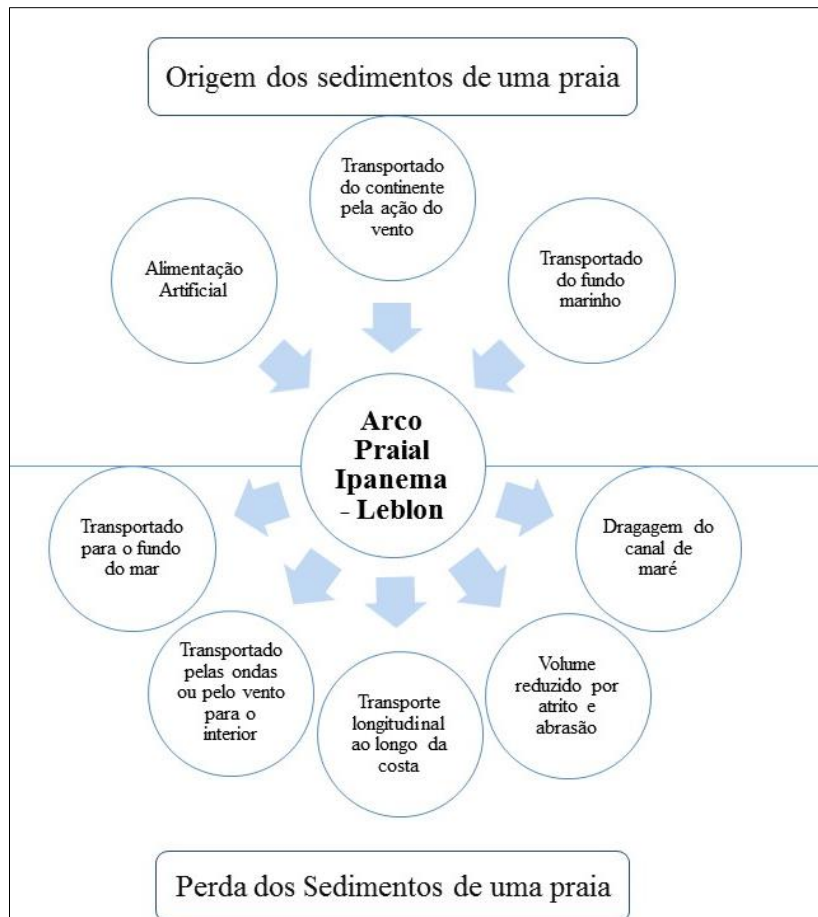 Origem dos sedimentos de uma praia
Transportado
do continente
pela ação do
vento
Alimentação
Artificial
Transportado
do fundo
marinho
Arco
Praial
Ipanema
- Leblon
Transportado
para o fundo
do mar
Dragagem do
canal de
maré
Transportado
pelas ondas
ou pelo vento
para o
interior
Transporte
longitudinal
ao longo da
costa
Volume
reduzido por
atrito e
abrasão
Perda dos Sedimentos de uma praia